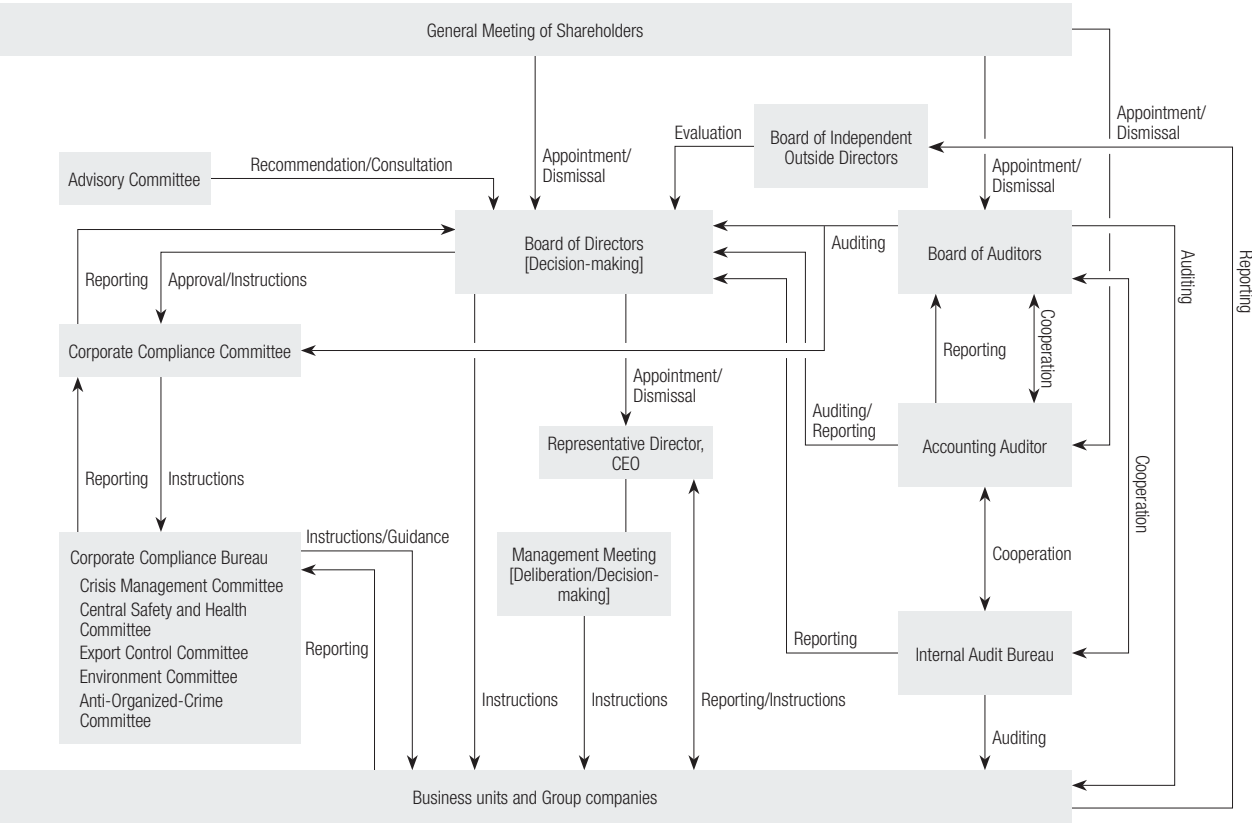 General Meeting of Shareholders
Appointment/
Dismissal
Evaluation
Board of Independent
Outside Directors
Recommendation/Consultation
Advisory Committee
Appointment/
Dismissal
Appointment/
Dismissal
Board of Directors
[Decision-making]
Auditing
Board of Auditors
Auditing
Reporting
Reporting
Approval/Instructions
Corporate Compliance Committee
Reporting
Cooperation
Appointment/
Dismissal
Auditing/
Reporting
Accounting Auditor
Representative Director,
CEO
Reporting
Instructions
Cooperation
Instructions/Guidance
Corporate Compliance Bureau
Crisis Management Committee
Central Safety and Health
Committee
Export Control Committee
Environment Committee
Anti-Organized-Crime
Committee
Management Meeting
[Deliberation/Decision-
making]
Cooperation
Reporting
Reporting
Internal Audit Bureau
Instructions
Instructions
Reporting/Instructions
Auditing
Business units and Group companies